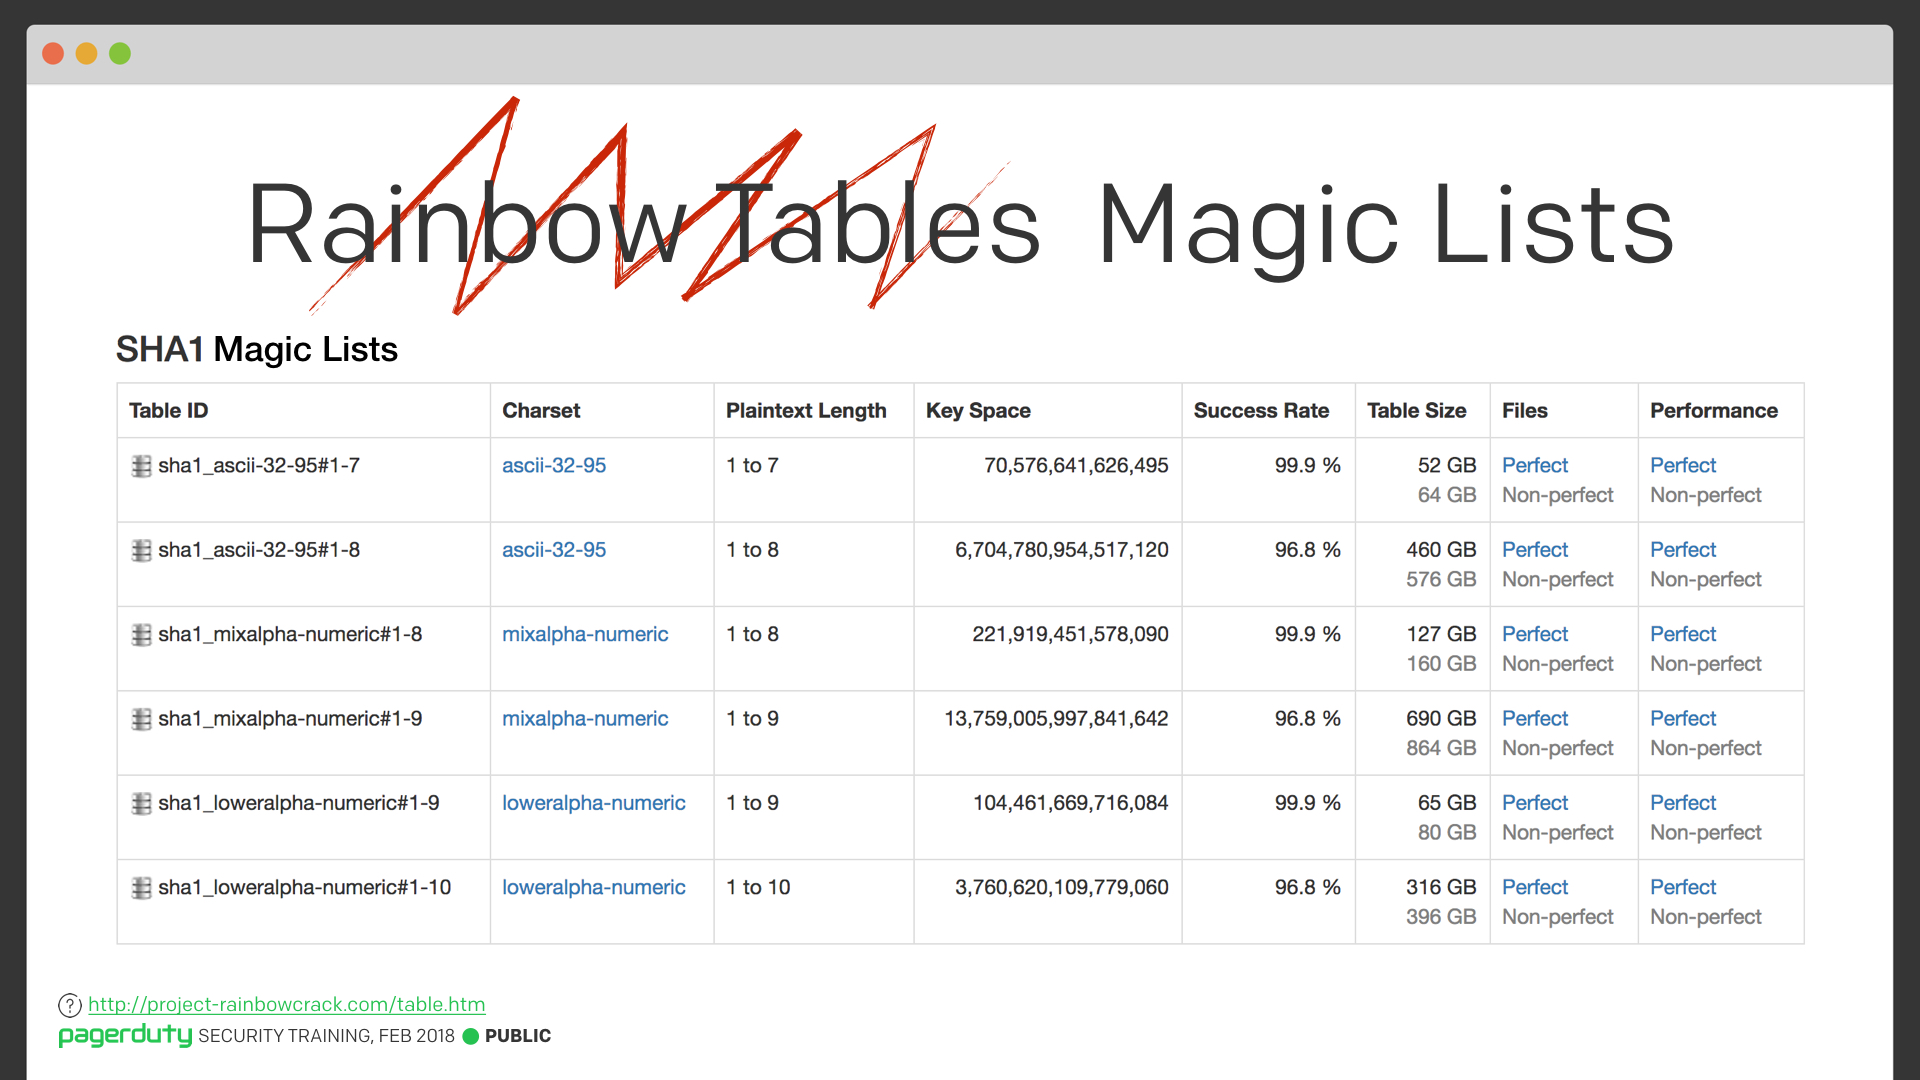 Rainbow Tables Magic Lists
SHA1 Magic Lists
Table ID Charset Plaintext Length Key Space Success Rate Table Size Files Performance
sha1_ascii-32-95#1-7 ascii-32-95 1 to 7 70,576,641,626,495 99.9 % 52 GB Perfect Perfect
64 GB Non-perfect Non-perfect
sha1_ascii-32-95#1-8 ascii-32-95 1 to 8 6,704,780,954,517,120 96.8 % 460 GB Perfect Perfect
576 GB Non-perfect Non-perfect
sha1_mixalpha-numeric#1-8 mixalpha-numeric 1 to 8 221,919,451,578,090 99.9 % 127 GB Perfect Perfect
160 GB Non-perfect Non-perfect
sha1_mixalpha-numeric#1-9 mixalpha-numeric 1 to 9 13,759,005,997,841,642 96.8 % 690 GB Perfect Perfect
864 GB Non-perfect Non-perfect
sha1_loweralpha-numeric#1-9 loweralpha-numeric 1 to 9 104,461,669,716,084 99.9 % 65 GB Perfect Perfect
80 GB Non-perfect Non-perfect
sha1_loweralpha-numeric#1-10 loweralpha-numeric 1 to 10 3,760,620,109,779,060 96.8 % 316 GB Perfect Perfect
396 GB Non-perfect Non-perfect
? http://project-rainbowcrack.com/table.htm
pagerduty SECURITY TRAINING, FEB 2018 PUBLIC